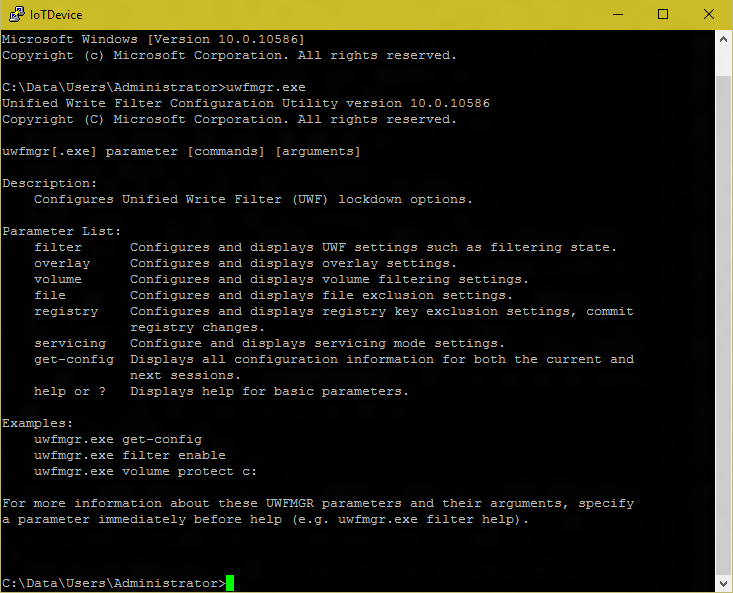 IoTDevice
Microsoft Windows [Version 10.0.10586]
Copyright (c) Microsoft Corporation. All rights reserved.
C:\Data\Users\Administrator>uwfmgr.exe
Unified Write Filter Configuration Utility version 10.0.10586
Copyright (C) Microsoft Corporation. All rights reserved.
uwfmgr[.exe] parameter [commands] [arguments]
Description:
    Configures Unified Write Filter (UWF) lockdown options.
Parameter List:
    filter      Configures and displays UWF settings such as filtering state.
    overlay     Configures and displays overlay settings.
    volume      Configures and displays volume filtering settings.
    file        Configures and displays file exclusion settings.
    registry    Configures and displays registry key exclusion settings, commit
                registry changes.
    servicing   Configure and displays servicing mode settings.
    get-config  Displays all configuration information for both the current and
                next sessions.
    help or ?   Displays help for basic parameters.
Examples:
    uwfmgr.exe get-config
    uwfmgr.exe filter enable
    uwfmgr.exe volume protect c:
For more information about these UWFMGR parameters and their arguments, specify
a parameter immediately before help (e.g. uwfmgr.exe filter help).
C:\Data\Users\Administrator>